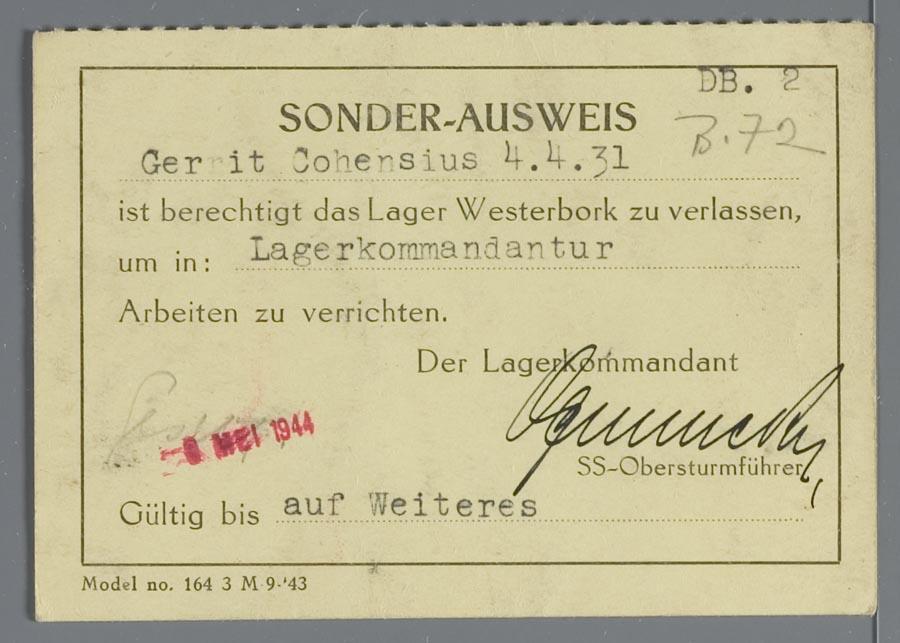 DB. 2
SONDER-AUSWEIS
B.72
Gerrit Cohensius 4.4.31
ist berechtigt das Lager Westerbork zu verlassen,
um in: Lagerkommandantur
Arbeiten zu verrichten.
Der Lagerkommandant
MEI 1944
SS-Obersturmführer
Gültig bis auf Weiteres
Model no. 164 3 M-9-'43